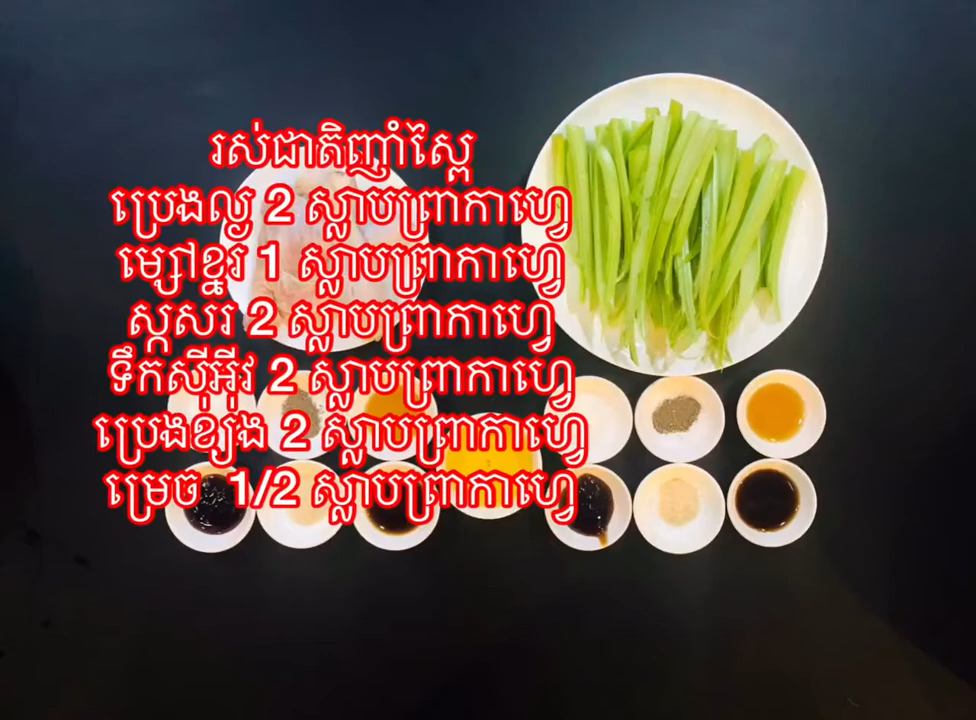 រស់ជាតិញ៉ាំស្ពៃ
ប្រេងល្ង 2 ស្លាបព្រាកាហ្វេ
ម្សៅខ្នរ 1 ស្លាបព្រាកាហ្វេ
ស្កសរ 2 ស្លាបព្រាកាហ្វេ
ទឹកស៊ីអ៊ីវ 2 ស្លាបព្រាកាហ្វេ
ប្រេងខ្យ៉ង 2 ស្លាបព្រាកាហ្វេ
ម្រេច 1/2 ស្លាបព្រាកាហ្វេ